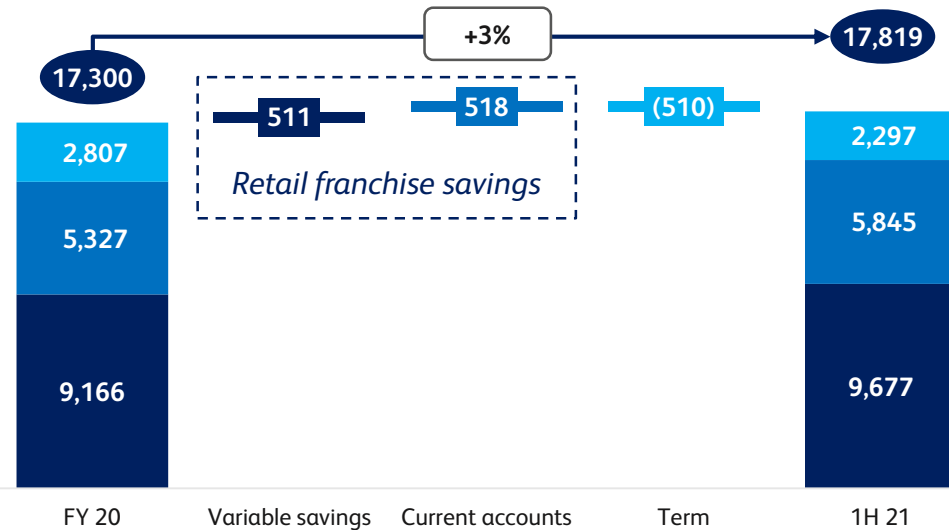 +3%
17,300
17,819
511
518
(510)
Retail franchise savings
2,807
5,327
9,166
2,297
5,845
9,677
FY 20
Variable savings
Current accounts
Term
1H 21